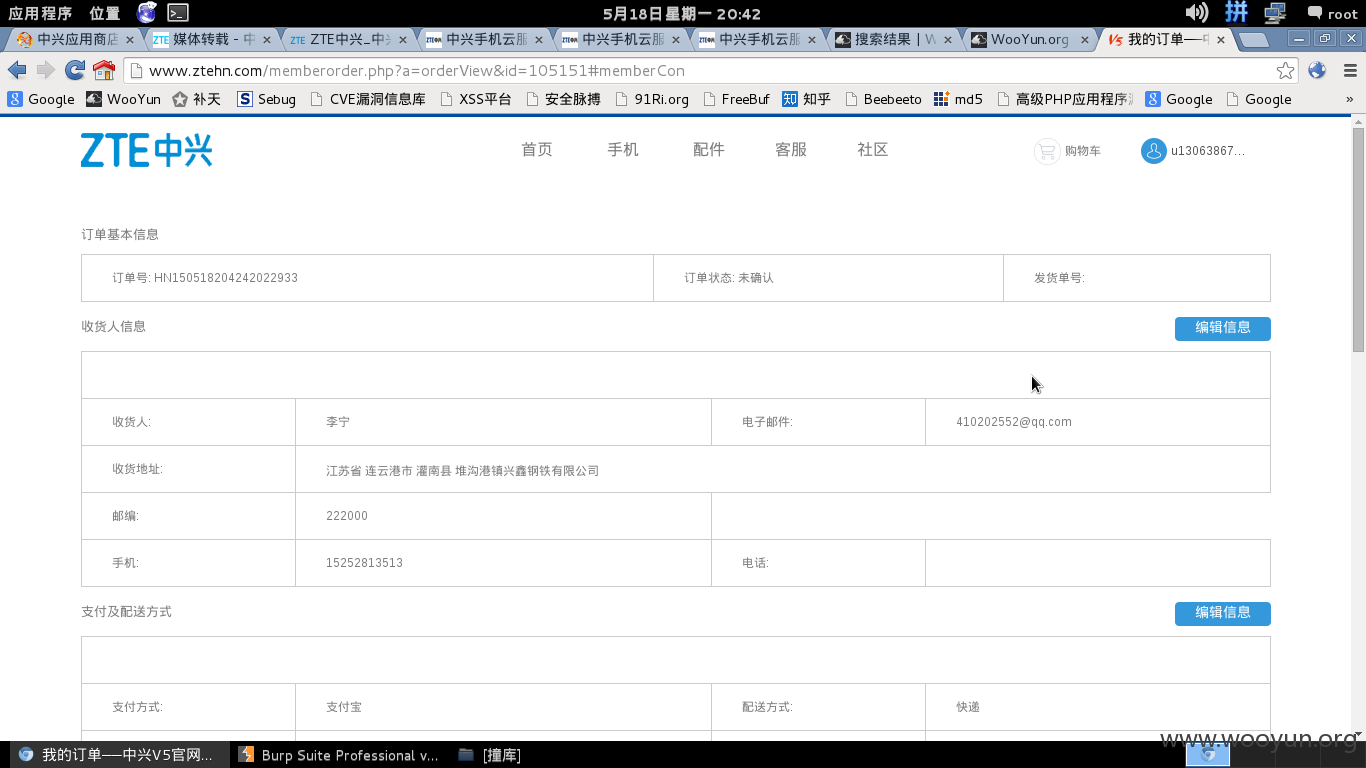 应用程序 位置 5月18日星期一 20:42 拼 root
中兴应用商店 媒体转载 - 中 ZTE中兴_中 中兴手机云服 中兴手机云服 中兴手机云服 搜索结果 | W WooYun.org 我的订单——中
www.ztehn.com/memberorder.php?a=orderView&id=105151#memberCon
Google WooYun 补天 Sebug CVE漏洞信息库 XSS平台 安全脉搏 91Ri.org FreeBuf 知乎 Beebeeto md5 高级PHP应用程序 Google Google »
ZTE中兴 首页 手机 配件 客服 社区 购物车 u13063867...
订单基本信息
订单号: HN150518204242022933 订单状态: 未确认 发货单号:
收货人信息 编辑信息
收货人: 李宁 电子邮件: 410202552@qq.com
收货地址: 江苏省 连云港市 灌南县 堆沟港镇兴鑫钢铁有限公司
邮编: 222000
手机: 15252813513 电话:
支付及配送方式 编辑信息
支付方式: 支付宝 配送方式: 快递
www.wooyun.org
我的订单——中兴V5官网... Burp Suite Professional v... [撞库]